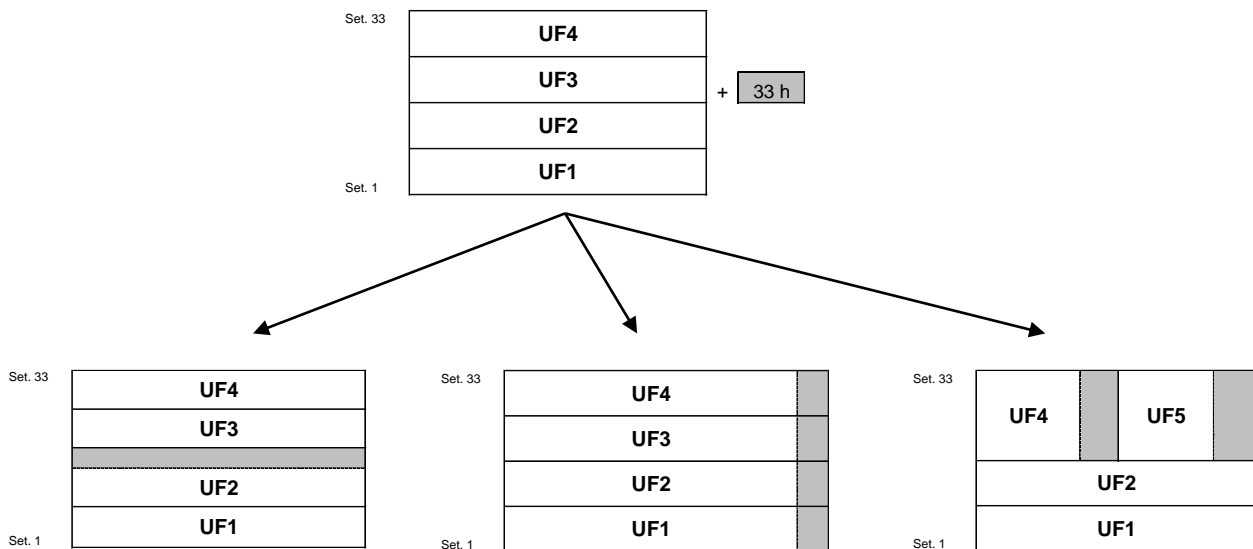 Set. 33
UF4
UF3
+ 33 h
UF2
UF1
Set. 1
Set. 33
UF4
UF3
UF2
UF1
Set. 1
Set. 33
UF4
UF3
UF2
UF1
Set. 1
Set. 33
UF4 UF5
UF2
UF1
Set. 1